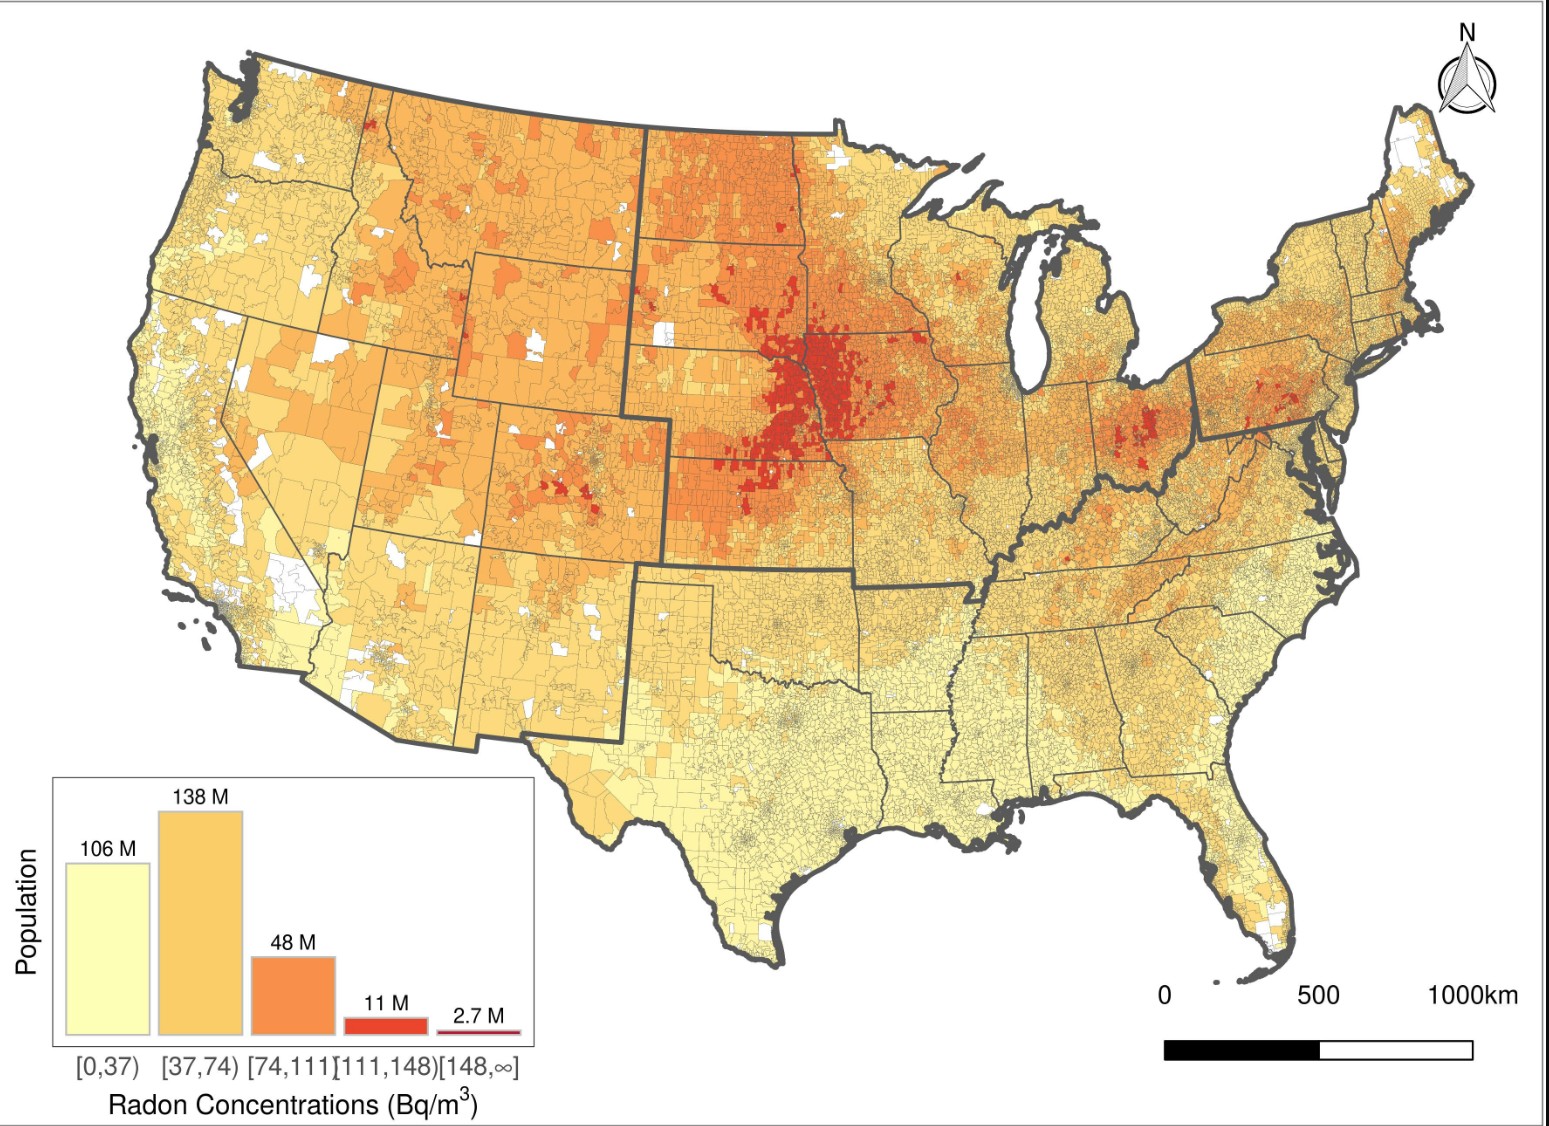 N
138 M
106 M
48 M
11 M
2.7 M
Population
[0,37) [37,74) [74,111) [111,148) [148,∞]
Radon Concentrations (Bq/m³)
0 500 1000km